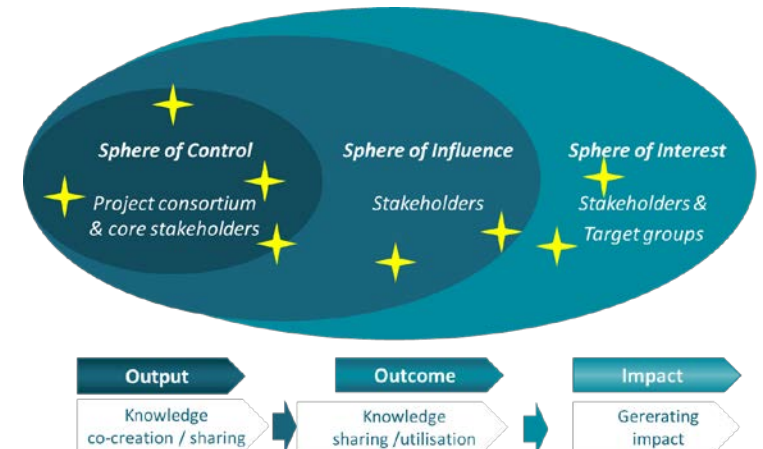 Sphere of Control
Project consortium
& core stakeholders
Sphere of Influence
Stakeholders
Sphere of Interest
Stakeholders &
Target groups
Output
Knowledge
co-creation / sharing
Outcome
Knowledge
sharing /utilisation
Impact
Gererating
impact